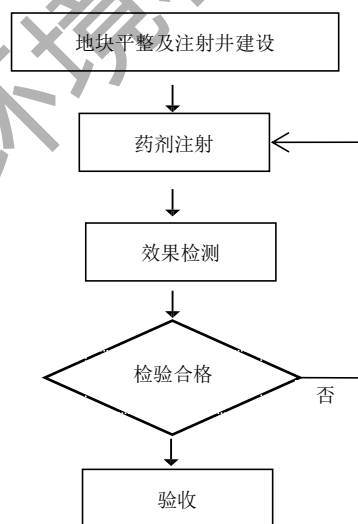 地块平整及注射井建设
药剂注射
效果检测
检验合格
否
验收